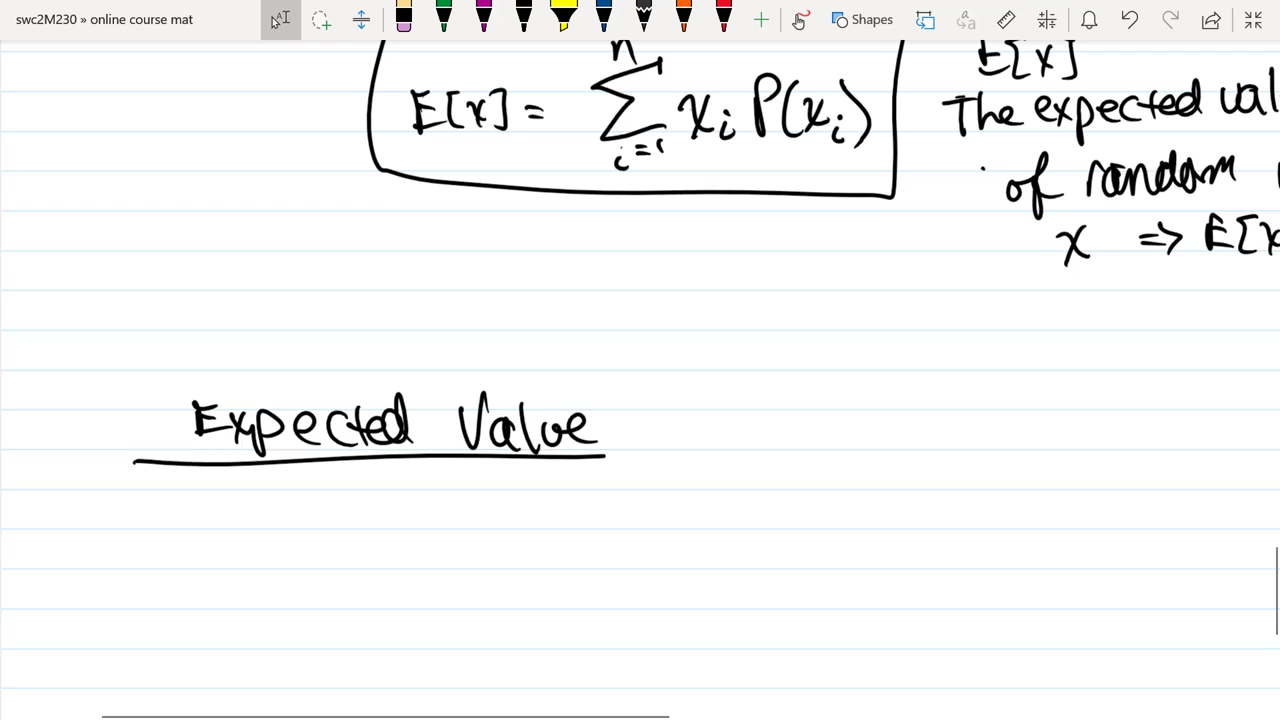 swc2M230 » online course mat
Shapes
n
E[x] = Σ xᵢ P(xᵢ)
i=1
E[x]
The expected val
of random
x => E[x
Expected Value